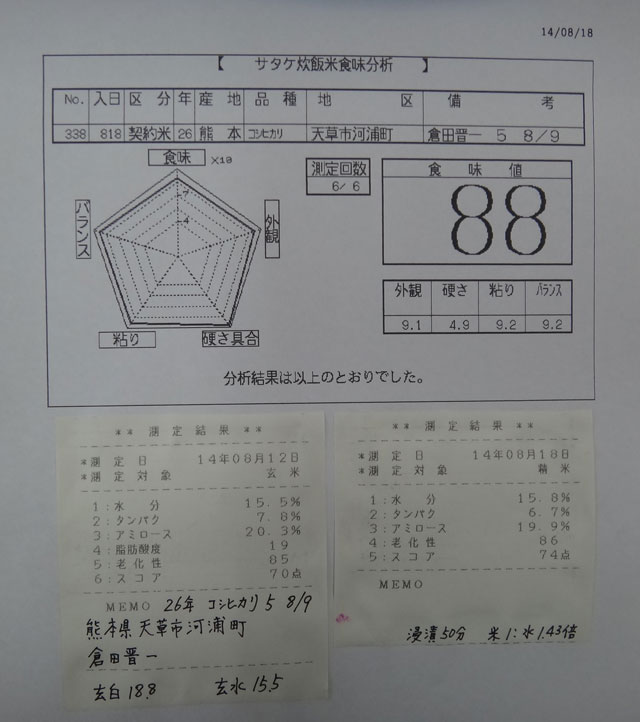 14/08/18
【 サタケ炊飯米食味分析 】
No. 入日 区分 年 産地 品種 地区 備考
338 818 契約米 26 熊本 コシヒカリ 天草市河浦町 倉田晋一 5 8/9
食味 ×10
7
4
バランス
外観
粘り
硬さ具合
測定回数
6/ 6
食味値
88
外観 硬さ 粘り バランス
9.1 4.9 9.2 9.2
分析結果は以上のとおりでした。
** 測定結果 **
*測定日 14年08月12日
*測定対象 玄米
1:水分 15.5%
2:タンパク 7.8%
3:アミロース 20.3%
4:脂肪酸度 19
5:老化性 85
6:スコア 70点
MEMO 26年 コシヒカリ 5 8/9
熊本県天草市河浦町
倉田晋一
玄白18.8 玄水15.5
** 測定結果 **
*測定日 14年08月18日
*測定対象 精米
1:水分 15.8%
2:タンパク 6.7%
3:アミロース 19.9%
4:老化性 86
5:スコア 74点
MEMO
浸漬50分 米1:水1.43倍